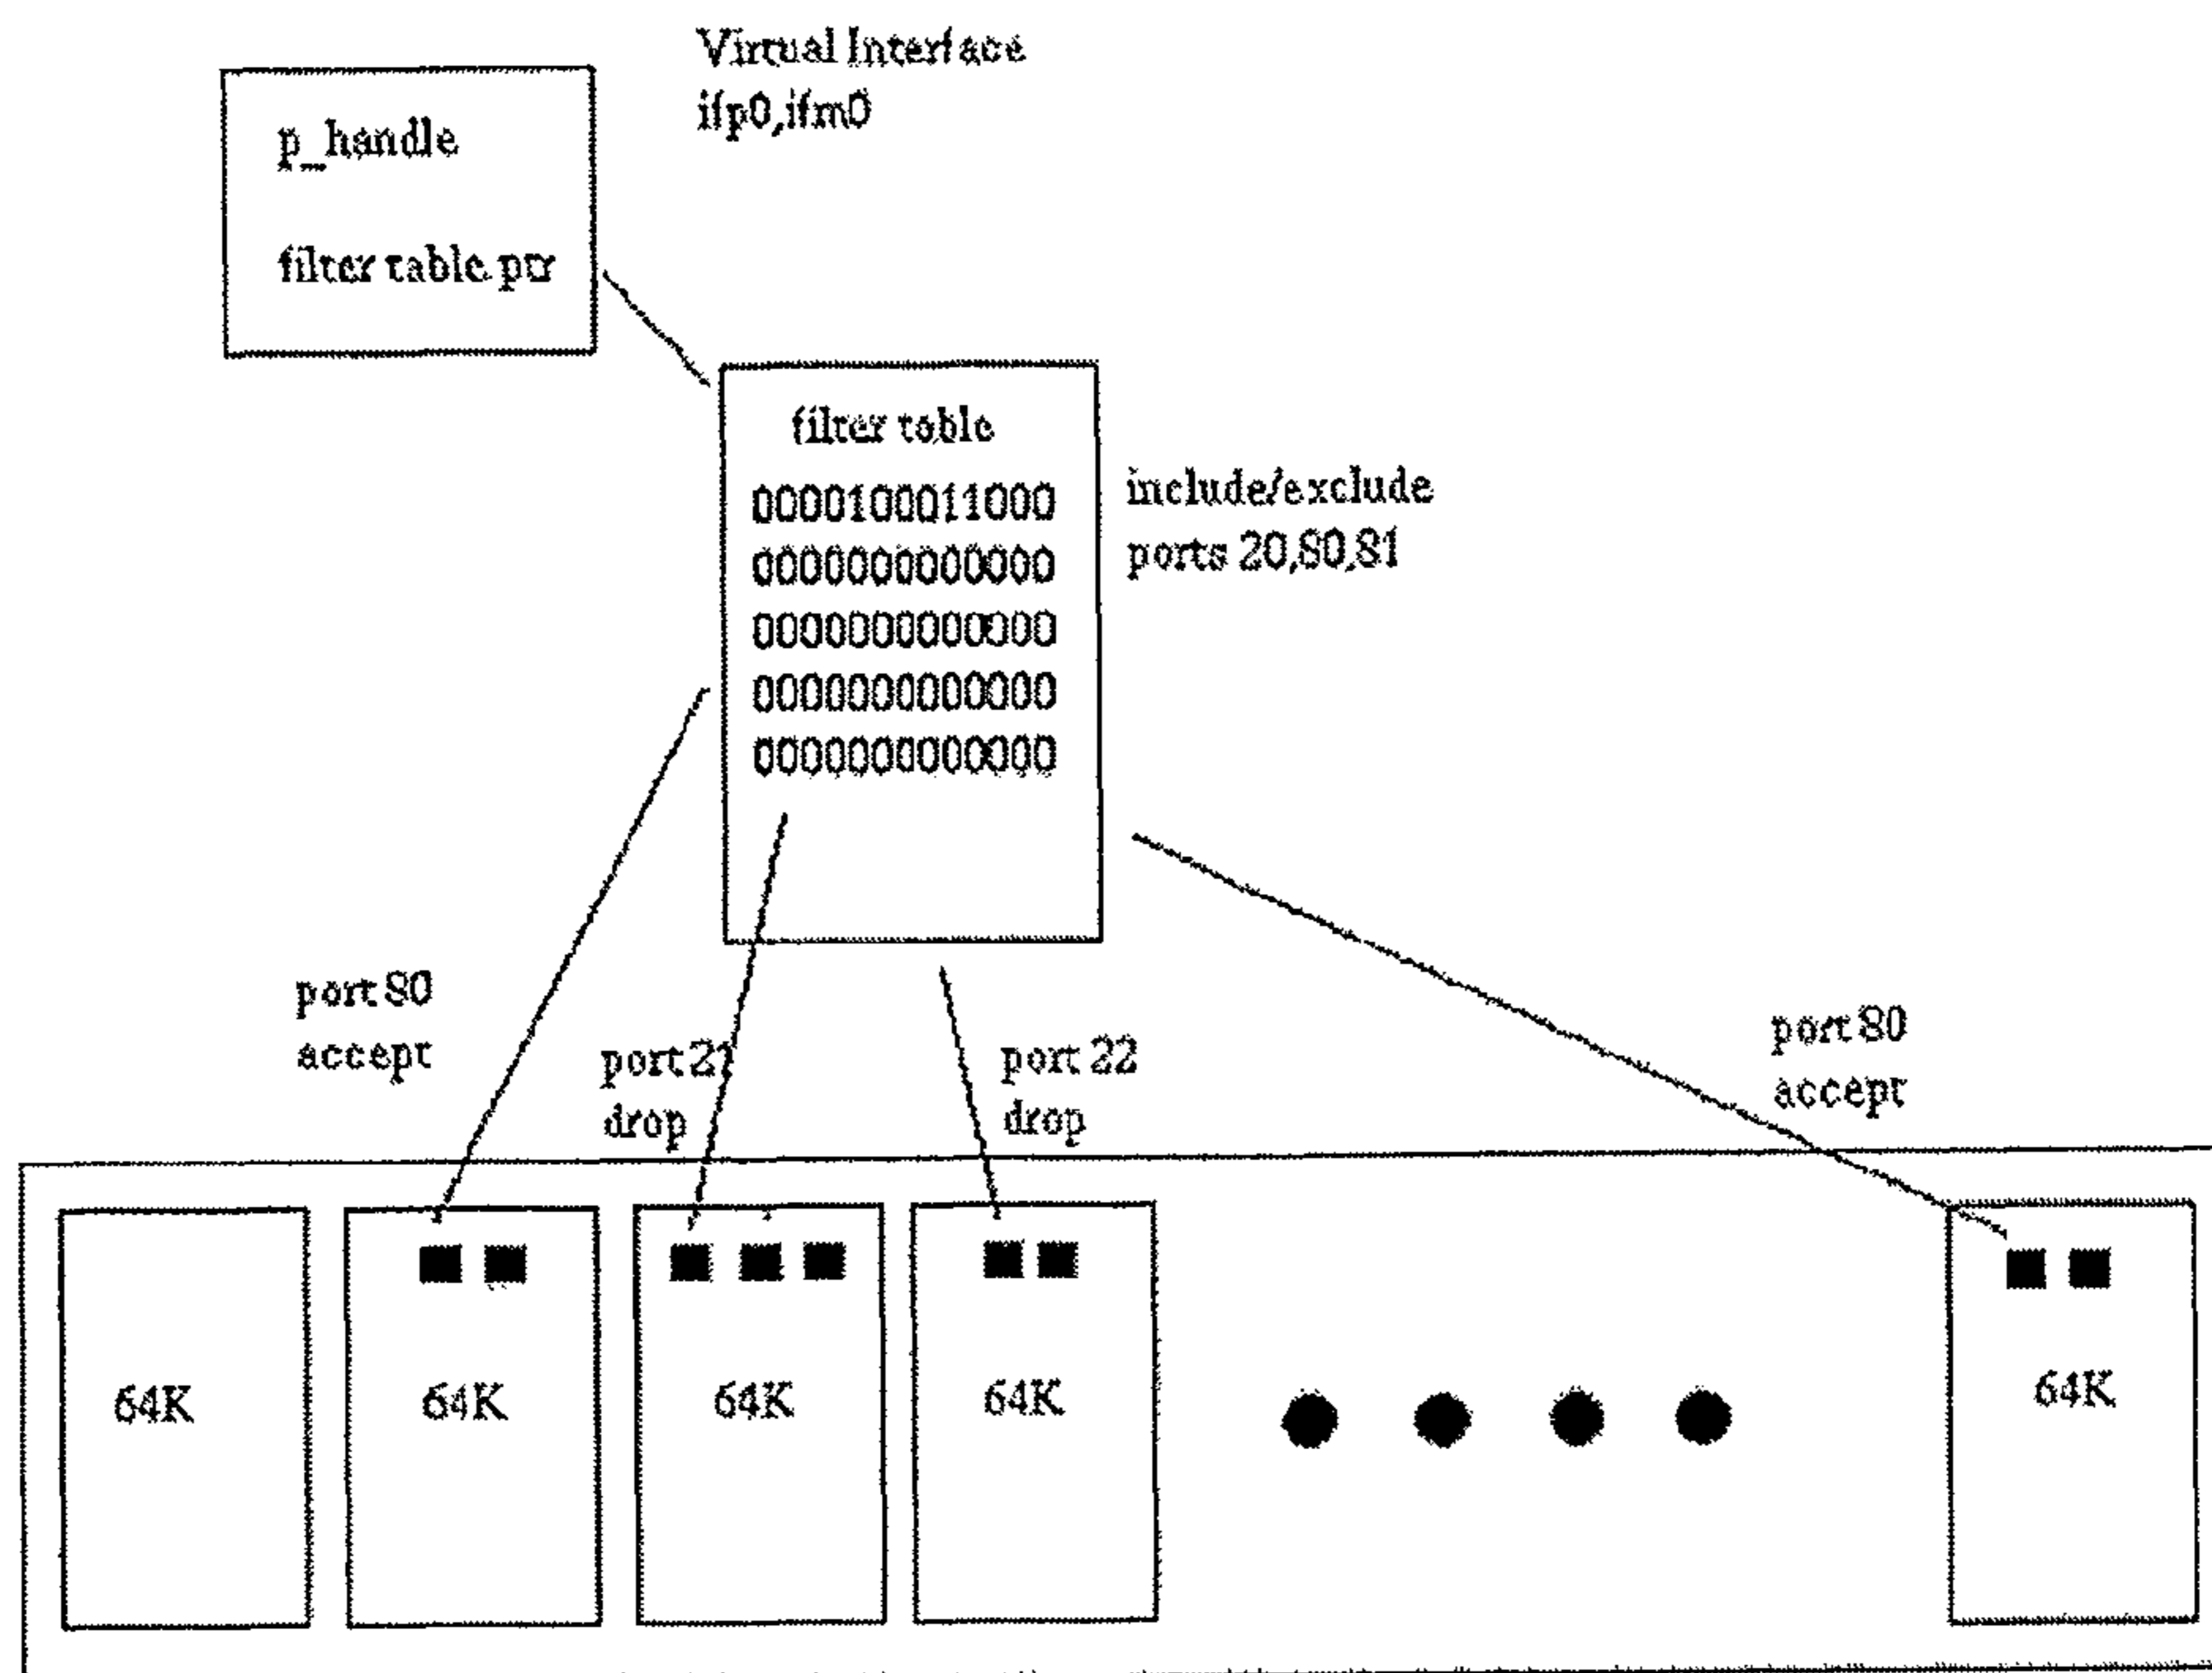 Virtual Interface
ifp0,ifm0
p_handle
filter table ptr
filter table
0000100011000
0000000000000
0000000000000
0000000000000
0000000000000
include/exclude
ports 20,80,81
port 80
accept
port 21
drop
port 22
drop
port 80
accept
64K
64K
64K
64K
64K